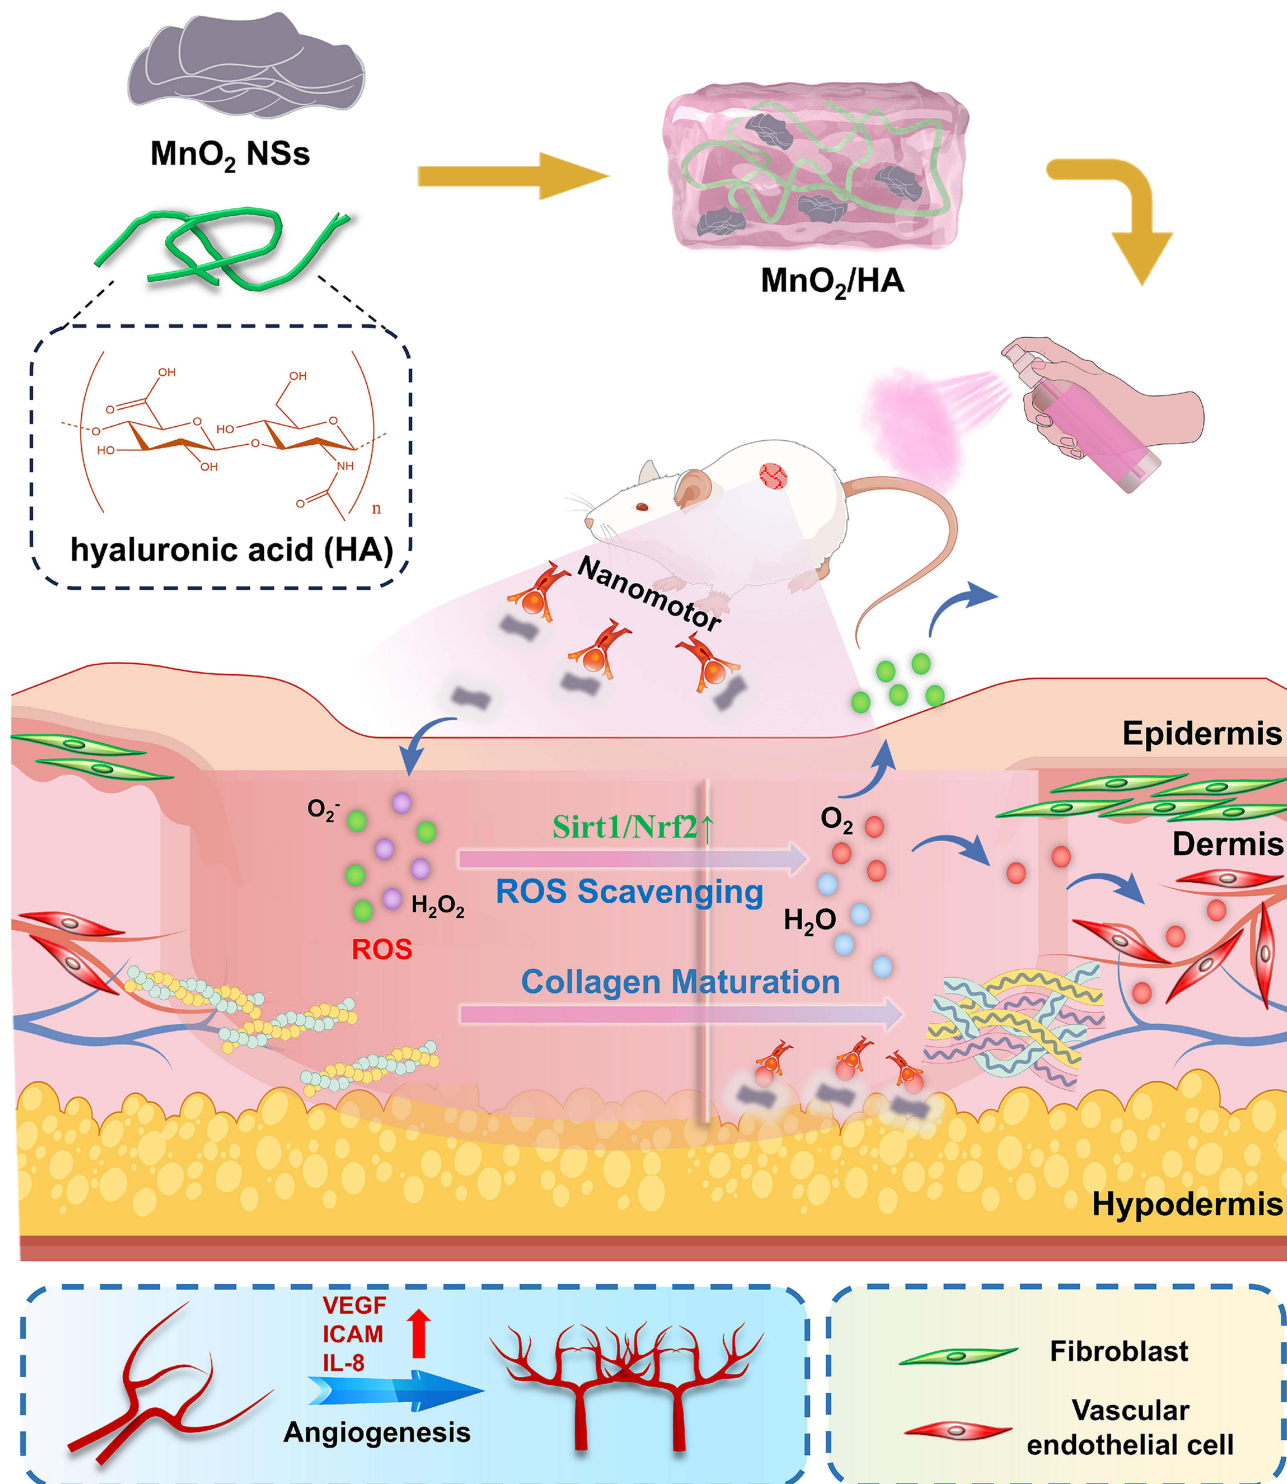 MnO₂ NSs
MnO₂/HA
OH
O
HO
O
OH
OH
HO
O
O
NH
O
n
hyaluronic acid (HA)
Nanomotor
Epidermis
O₂⁻
Sirt1/Nrf2↑
O₂
Dermis
ROS Scavenging
H₂O₂
H₂O
ROS
Collagen Maturation
Hypodermis
VEGF
ICAM
IL-8
Angiogenesis
Fibroblast
Vascular
endothelial cell